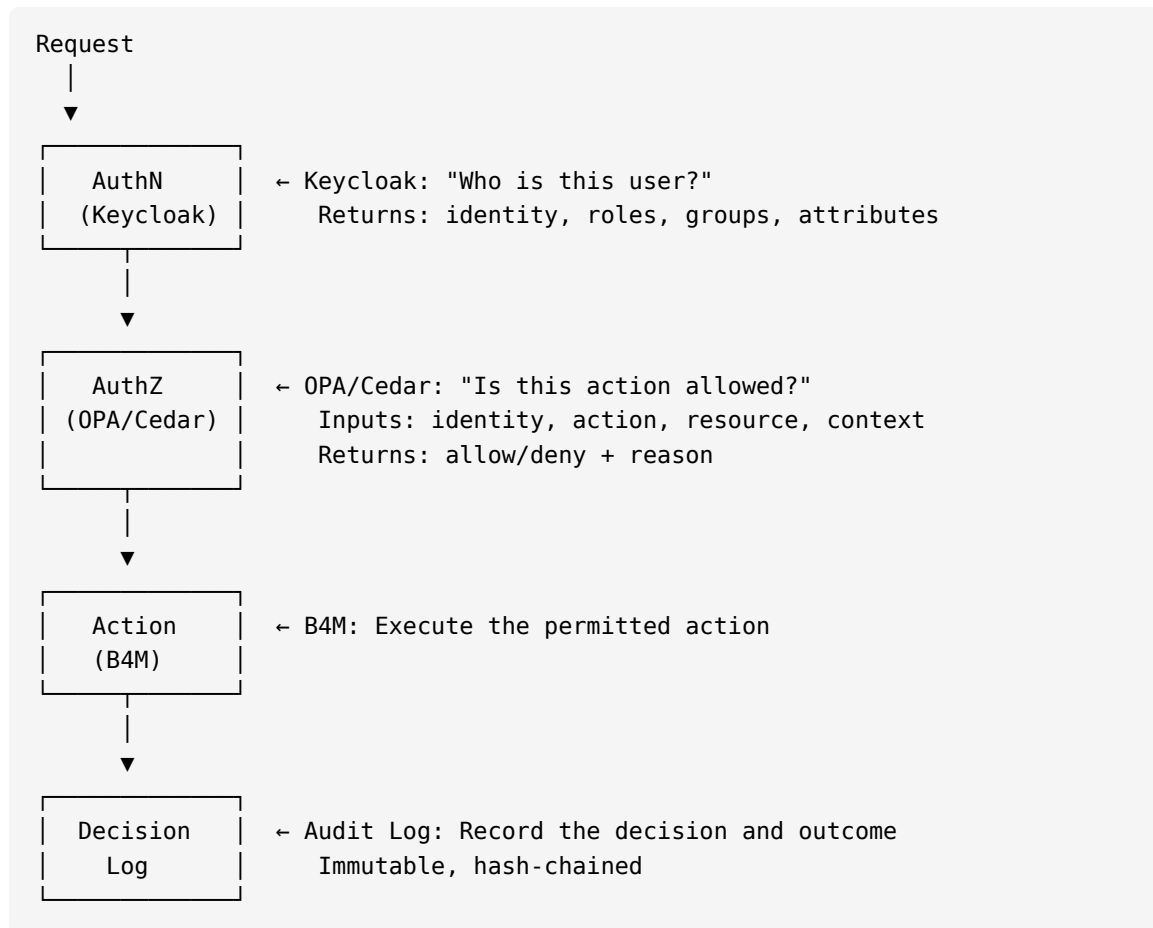 Request
AuthN ← Keycloak: "Who is this user?"
(Keycloak) Returns: identity, roles, groups, attributes
AuthZ ← OPA/Cedar: "Is this action allowed?"
(OPA/Cedar) Inputs: identity, action, resource, context
Returns: allow/deny + reason
Action ← B4M: Execute the permitted action
(B4M)
Decision ← Audit Log: Record the decision and outcome
Log Immutable, hash-chained